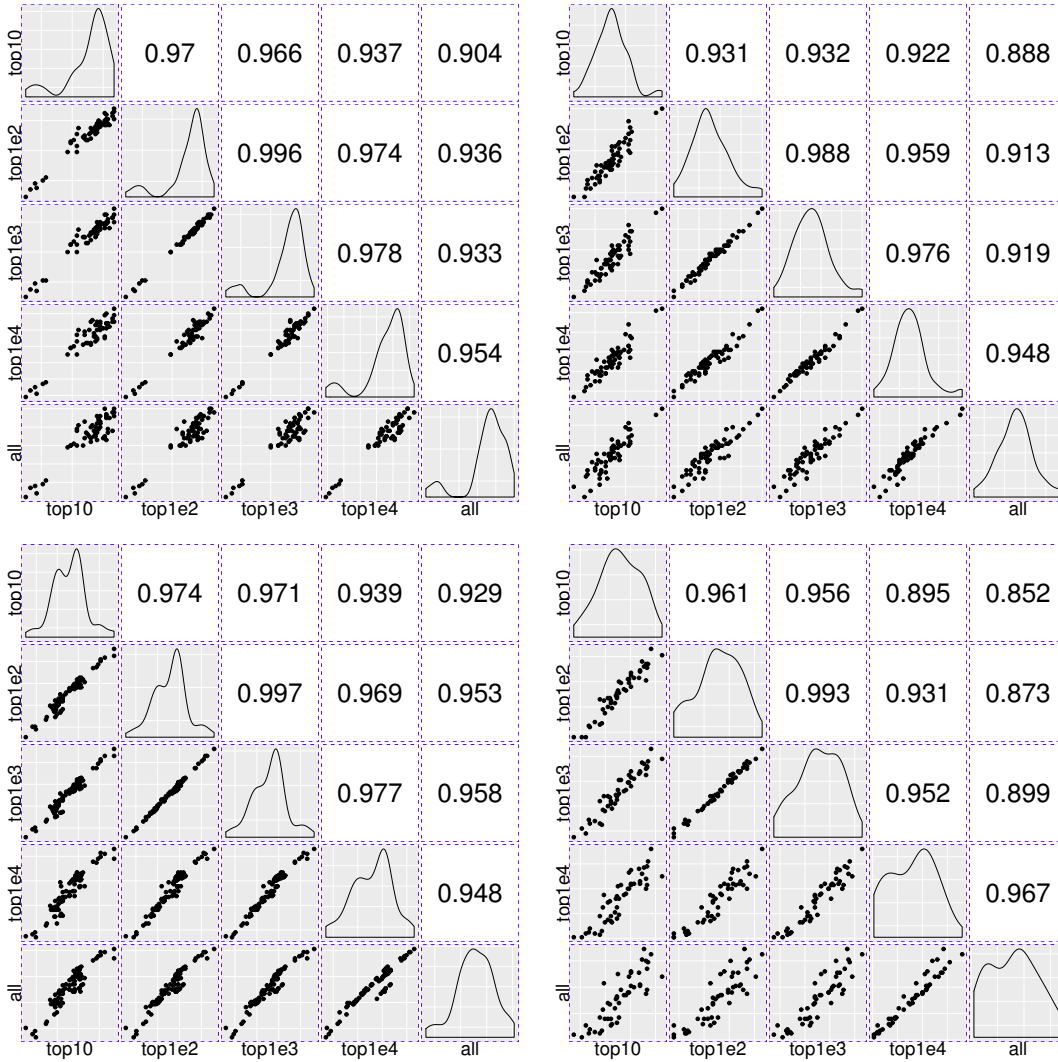 top10 0.97 0.966 0.937 0.904
top1e2 0.996 0.974 0.936
top1e3 0.978 0.933
top1e4 0.954
all
top10 top1e2 top1e3 top1e4 all
top10 0.931 0.932 0.922 0.888
top1e2 0.988 0.959 0.913
top1e3 0.976 0.919
top1e4 0.948
all
top10 top1e2 top1e3 top1e4 all
top10 0.974 0.971 0.939 0.929
top1e2 0.997 0.969 0.953
top1e3 0.977 0.958
top1e4 0.948
all
top10 top1e2 top1e3 top1e4 all
top10 0.961 0.956 0.895 0.852
top1e2 0.993 0.931 0.873
top1e3 0.952 0.899
top1e4 0.967
all
top10 top1e2 top1e3 top1e4 all